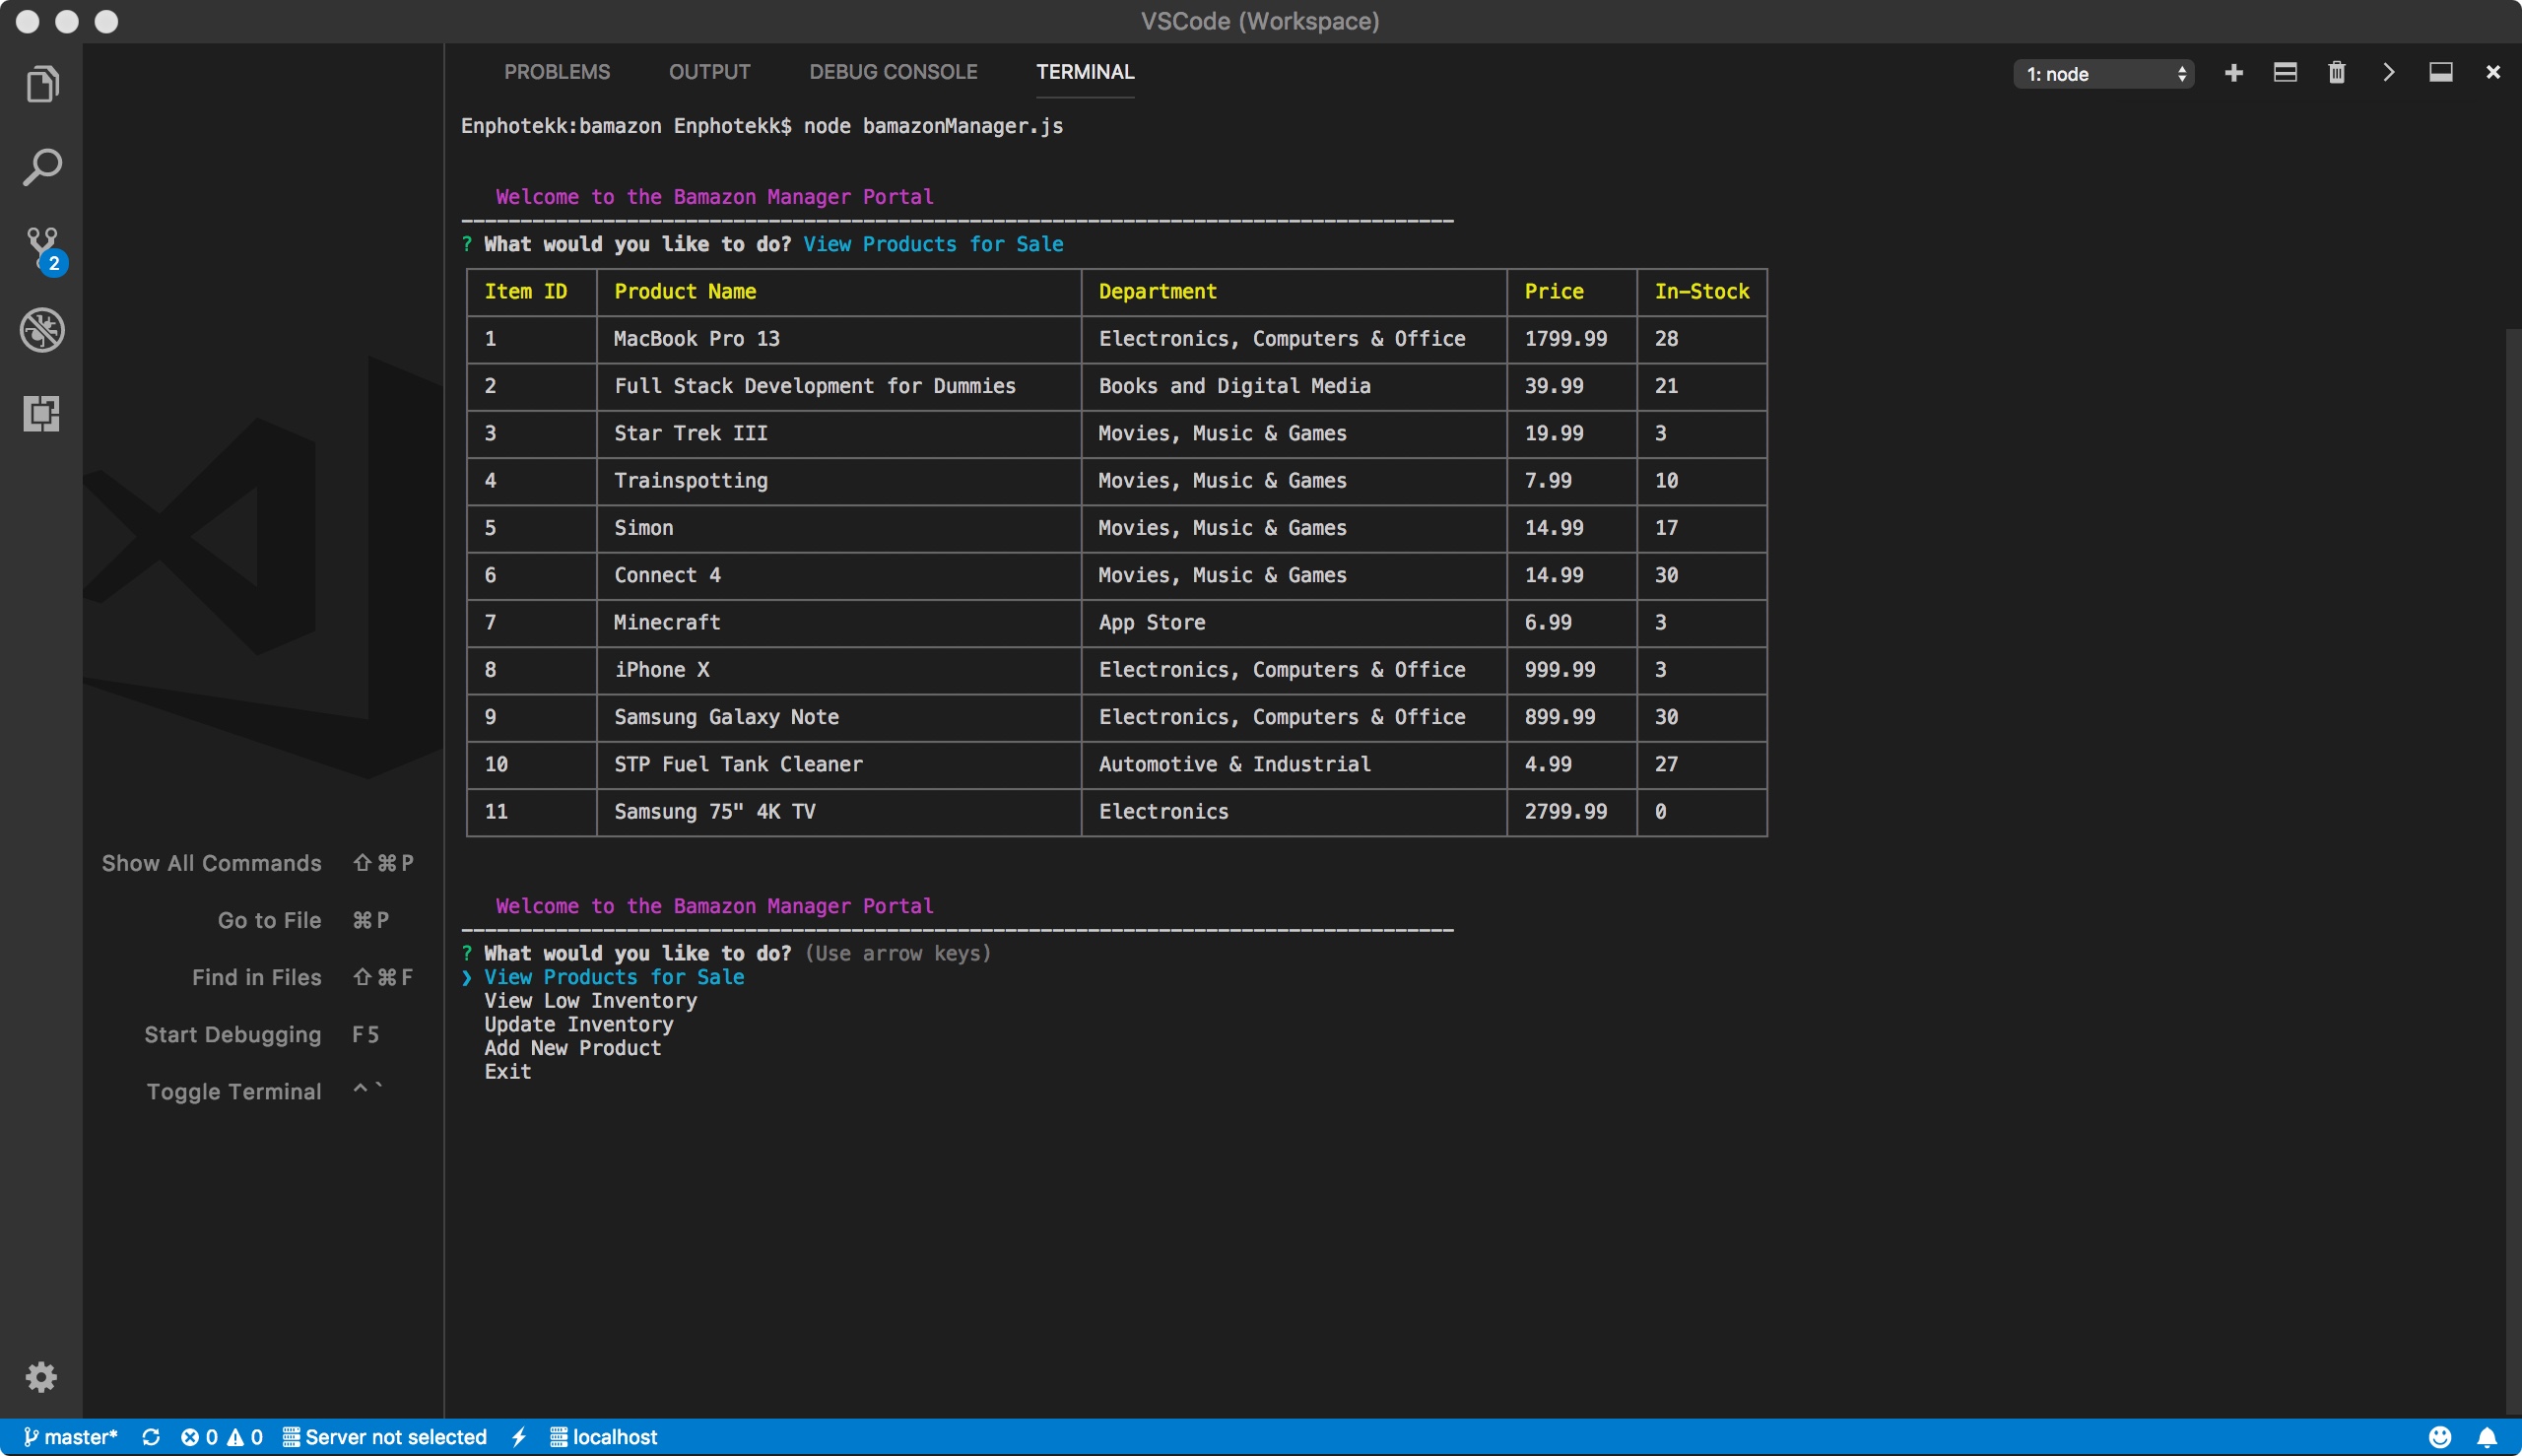 VSCode (Workspace)
PROBLEMS OUTPUT DEBUG CONSOLE TERMINAL 1: node
Enphotekk:bamazon Enphotekk$ node bamazonManager.js
Welcome to the Bamazon Manager Portal
-------------------------------------------------------------------------------------
? What would you like to do? View Products for Sale
2
Item ID Product Name Department Price In-Stock
1 MacBook Pro 13 Electronics, Computers & Office 1799.99 28
2 Full Stack Development for Dummies Books and Digital Media 39.99 21
3 Star Trek III Movies, Music & Games 19.99 3
4 Trainspotting Movies, Music & Games 7.99 10
5 Simon Movies, Music & Games 14.99 17
6 Connect 4 Movies, Music & Games 14.99 30
7 Minecraft App Store 6.99 3
8 iPhone X Electronics, Computers & Office 999.99 3
9 Samsung Galaxy Note Electronics, Computers & Office 899.99 30
10 STP Fuel Tank Cleaner Automotive & Industrial 4.99 27
11 Samsung 75" 4K TV Electronics 2799.99 0
Welcome to the Bamazon Manager Portal
-------------------------------------------------------------------------------------
? What would you like to do? (Use arrow keys)
❯ View Products for Sale
View Low Inventory
Update Inventory
Add New Product
Exit
Show All Commands ⇧⌘P
Go to File ⌘P
Find in Files ⇧⌘F
Start Debugging F5
Toggle Terminal ^`
master* 0 0 Server not selected localhost